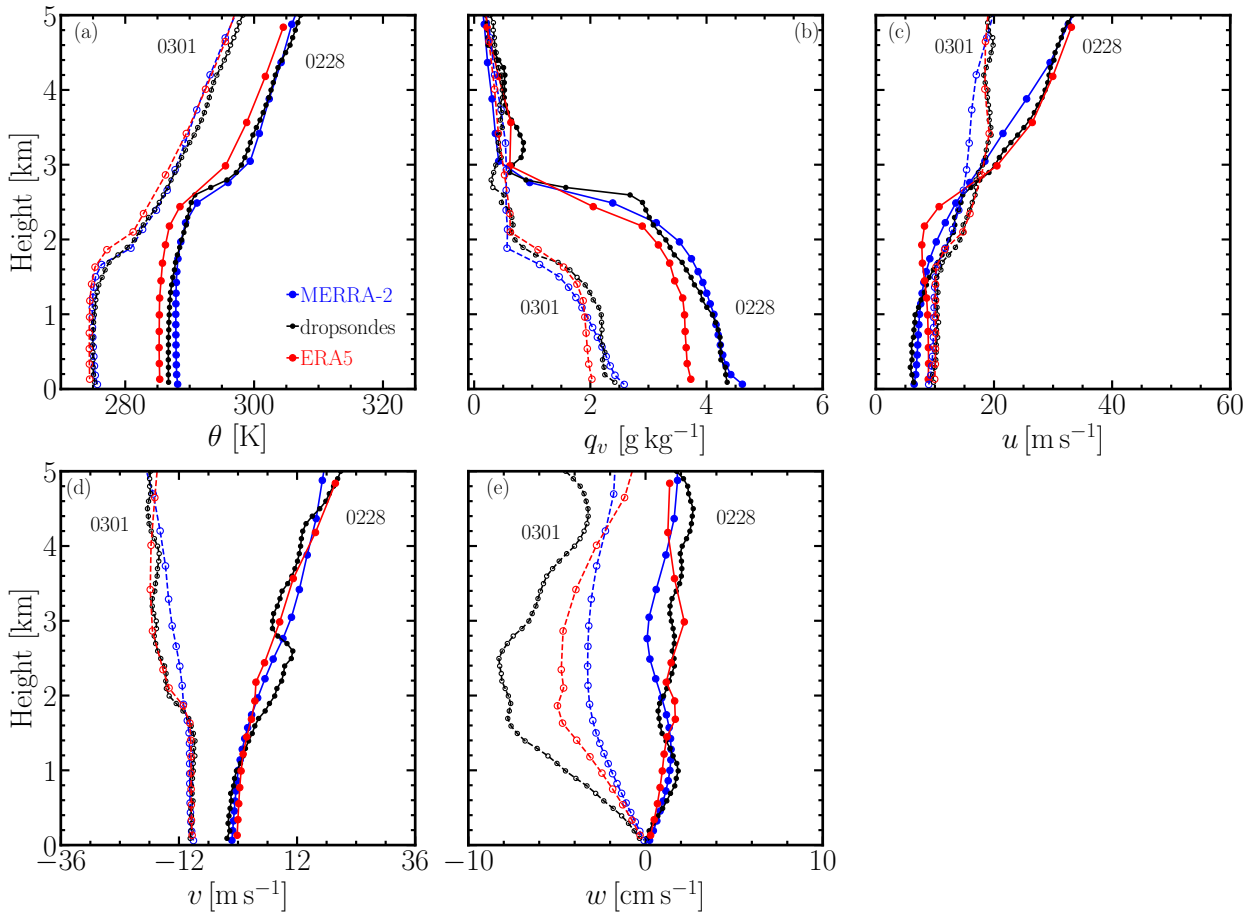 (a)
0301
0228
MERRA-2
dropsondes
ERA5
Height [km]
0
1
2
3
4
5
280
300
320
θ [K]
(b)
0301
0228
0
2
4
6
q_v [g kg⁻¹]
(c)
0301
0228
0
20
40
60
u [m s⁻¹]
(d)
0301
0228
Height [km]
0
1
2
3
4
5
−36
−12
12
36
v [m s⁻¹]
(e)
0301
0228
−10
0
10
w [cm s⁻¹]